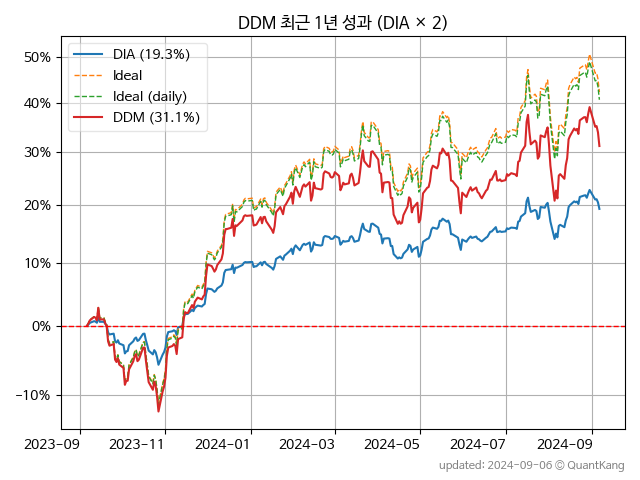 DDM 최근 1년 성과 (DIA × 2)
DIA (19.3%)
Ideal
Ideal (daily)
DDM (31.1%)
50%
40%
30%
20%
10%
0%
−10%
2023-09 2023-11 2024-01 2024-03 2024-05 2024-07 2024-09
updated: 2024-09-06 © QuantKang